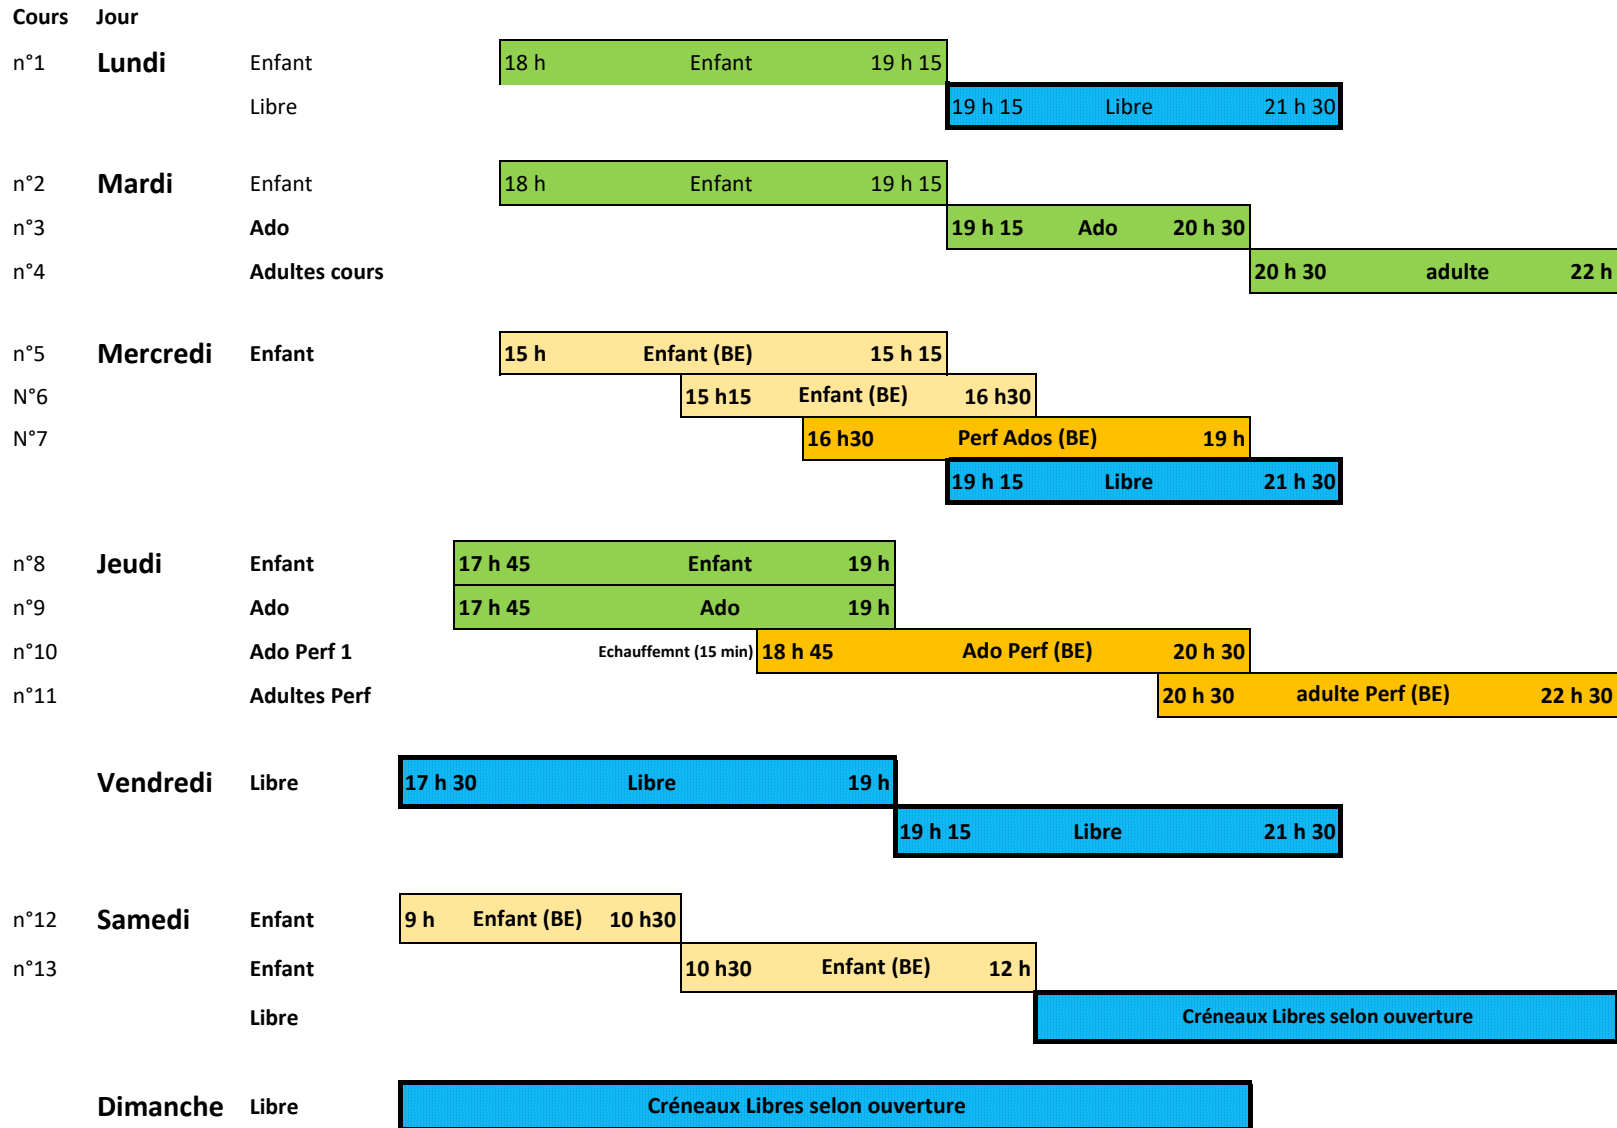 Cours Jour
n°1 Lundi Enfant 18 h Enfant 19 h 15
Libre 19 h 15 Libre 21 h 30
n°2 Mardi Enfant 18 h Enfant 19 h 15
n°3 Ado 19 h 15 Ado 20 h 30
n°4 Adultes cours 20 h 30 adulte 22 h
n°5 Mercredi Enfant 15 h Enfant (BE) 15 h 15
N°6 15 h15 Enfant (BE) 16 h30
N°7 16 h30 Perf Ados (BE) 19 h
19 h 15 Libre 21 h 30
n°8 Jeudi Enfant 17 h 45 Enfant 19 h
n°9 Ado 17 h 45 Ado 19 h
n°10 Ado Perf 1 Echauffemnt (15 min) 18 h 45 Ado Perf (BE) 20 h 30
n°11 Adultes Perf 20 h 30 adulte Perf (BE) 22 h 30
Vendredi Libre 17 h 30 Libre 19 h
19 h 15 Libre 21 h 30
n°12 Samedi Enfant 9 h Enfant (BE) 10 h30
n°13 Enfant 10 h30 Enfant (BE) 12 h
Libre Créneaux Libres selon ouverture
Dimanche Libre Créneaux Libres selon ouverture